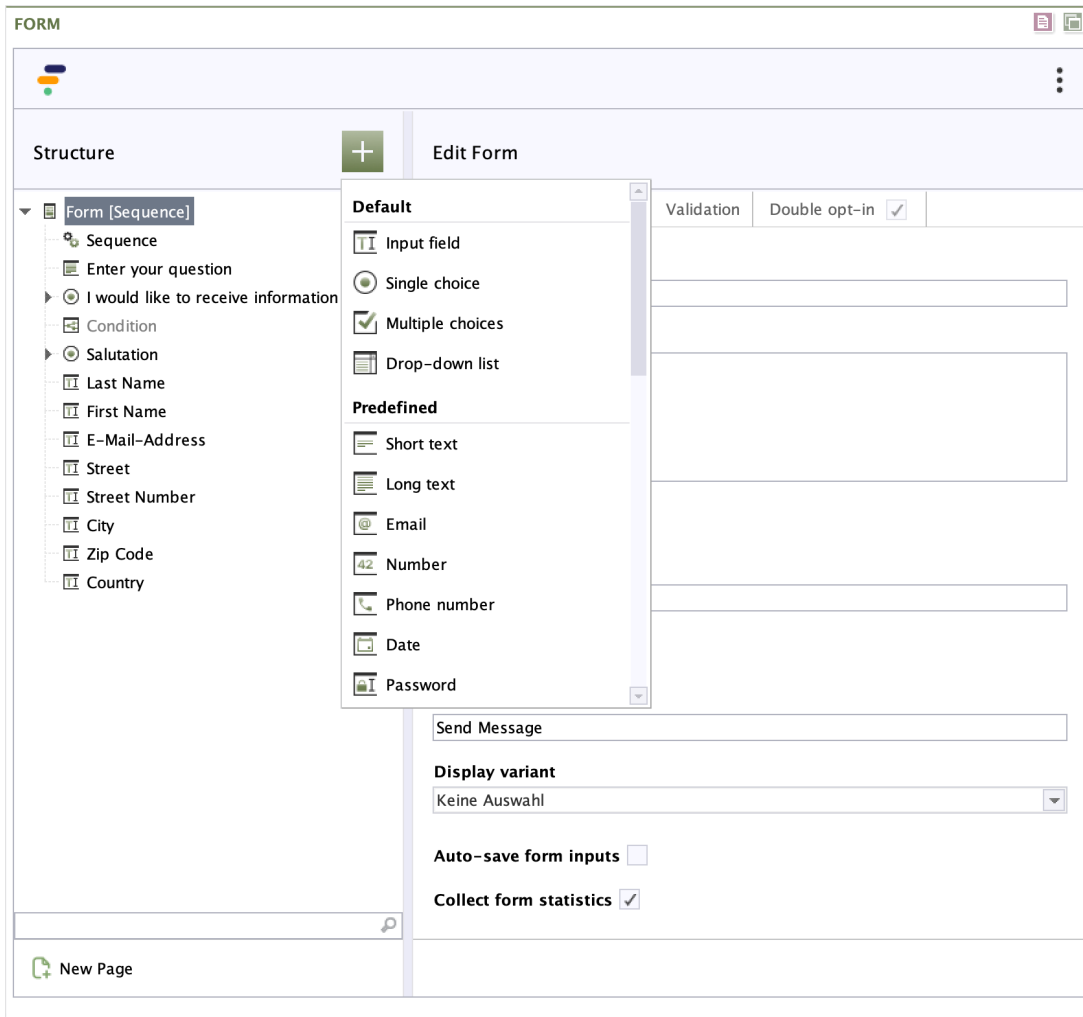 FORM
Structure
Edit Form
Form [Sequence]
Sequence
Enter your question
I would like to receive information
Condition
Salutation
Last Name
First Name
E-Mail-Address
Street
Street Number
City
Zip Code
Country
Default
Input field
Single choice
Multiple choices
Drop-down list
Predefined
Short text
Long text
Email
42 Number
Phone number
Date
Password
Validation
Double opt-in
Send Message
Display variant
Keine Auswahl
Auto-save form inputs
Collect form statistics
New Page